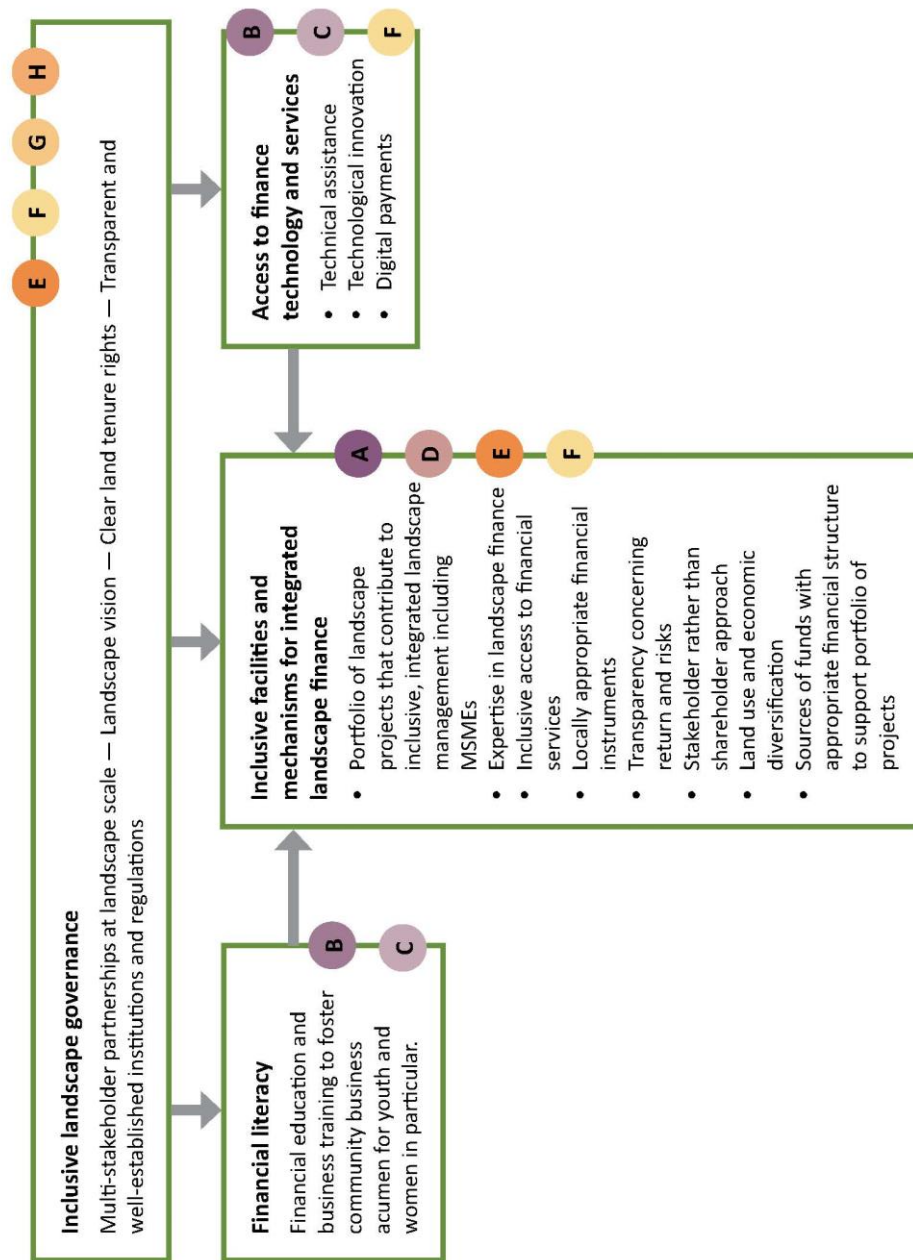 Inclusive landscape governance
Multi-stakeholder partnerships at landscape scale — Landscape vision — Clear land tenure rights — Transparent and
well-established institutions and regulations
E
F
G
H
Financial literacy
Financial education and
business training to foster
community business
acumen for youth and
women in particular.
B
C
Inclusive facilities and
mechanisms for integrated
landscape finance
• Portfolio of landscape
projects that contribute to
inclusive, integrated landscape
management including
MSMEs
• Expertise in landscape finance
• Inclusive access to financial
services
• Locally appropriate financial
instruments
• Transparency concerning
return and risks
• Stakeholder rather than
shareholder approach
• Land use and economic
diversification
• Sources of funds with
appropriate financial structure
to support portfolio of
projects
A
D
E
F
Access to finance
technology and services
• Technical assistance
• Technological innovation
• Digital payments
B
C
F